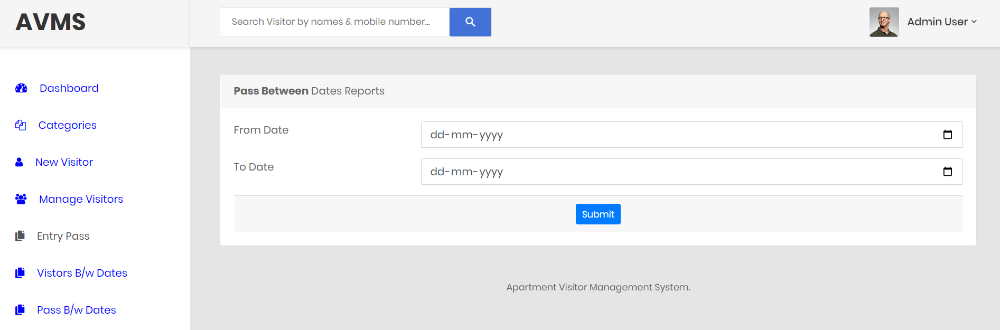 AVMS
Search Visitor by names & mobile number...
Admin User
Dashboard
Categories
New Visitor
Manage Visitors
Entry Pass
Vistors B/w Dates
Pass B/w Dates
Pass Between Dates Reports
From Date
dd-mm-yyyy
To Date
dd-mm-yyyy
Submit
Apartment Visitor Management System.